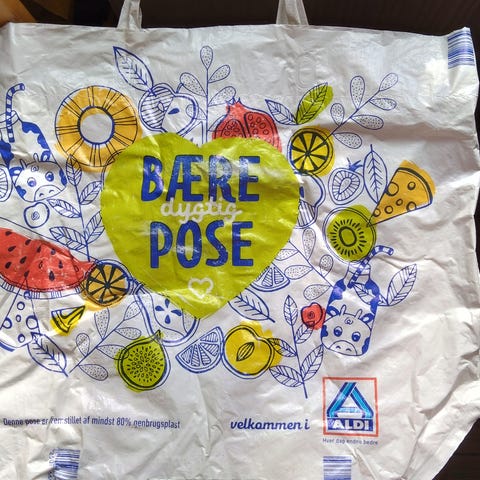 BÆRE
dygtig
POSE
Denne pose er fremstillet af mindst 80% genbrugsplast
velkommen i
ALDI
Hver dag endnu bedre